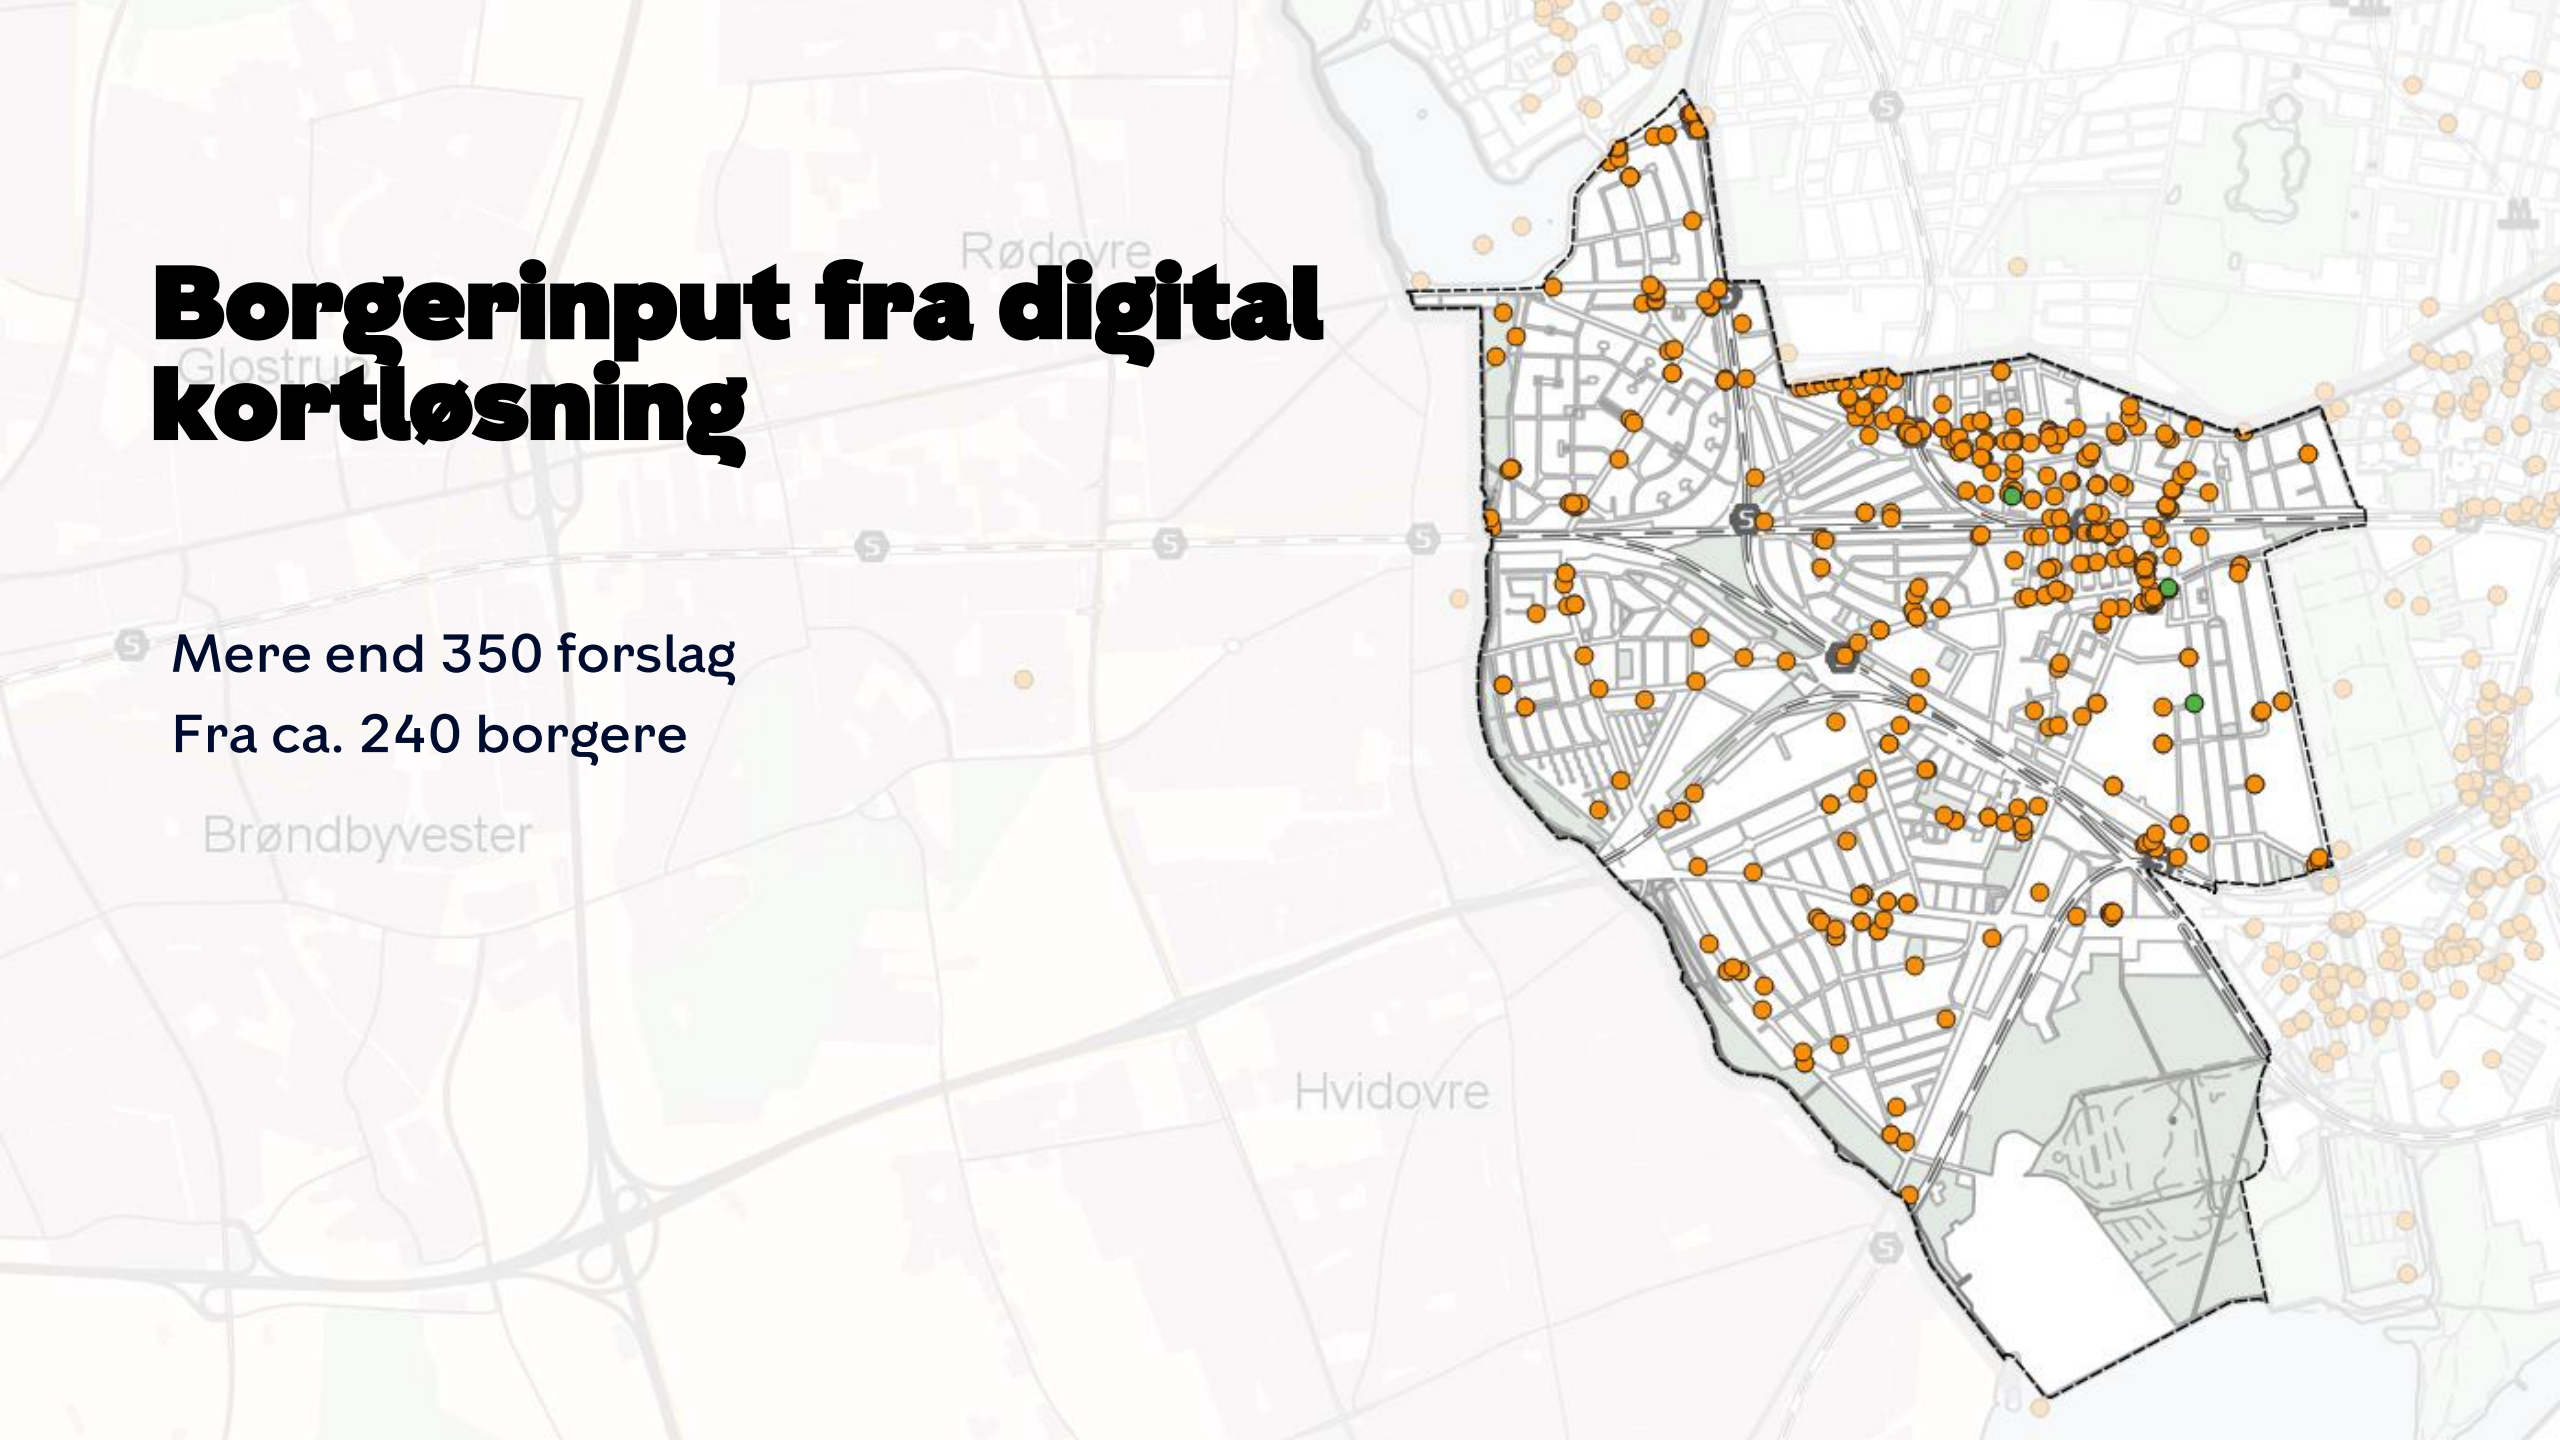 Borgerinput fra digital
kortløsning
Mere end 350 forslag
Fra ca. 240 borgere
Rødovre
Glostrup
Brøndbyvester
Hvidovre
S
S
S
S
S
S
S
M